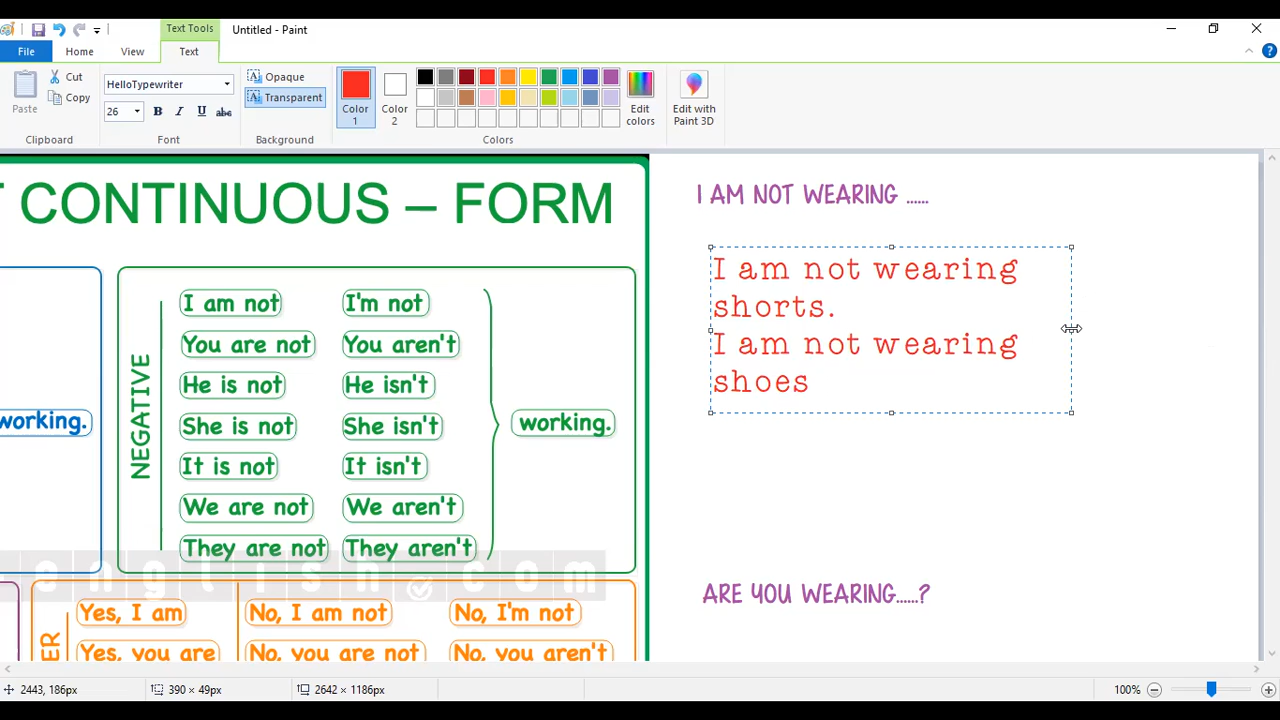 Text Tools
Untitled - Paint
File Home View Text
Paste
Cut
Copy
Clipboard
HelloTypewriter
26 B I U abc
Font
Opaque
Transparent
Background
Color 1
Color 2
Edit colors
Colors
Edit with Paint 3D
CONTINUOUS – FORM
NEGATIVE
I am not I'm not
You are not You aren't
He is not He isn't
She is not She isn't
It is not It isn't
We are not We aren't
They are not They aren't
working.
working.
english.com
Yes, I am No, I am not No, I'm not
Yes, you are No, you are not No, you aren't
I AM NOT WEARING ......
I am not wearing
shorts.
I am not wearing
shoes
ARE YOU WEARING......?
2443, 186px 390 × 49px 2642 × 1186px 100%